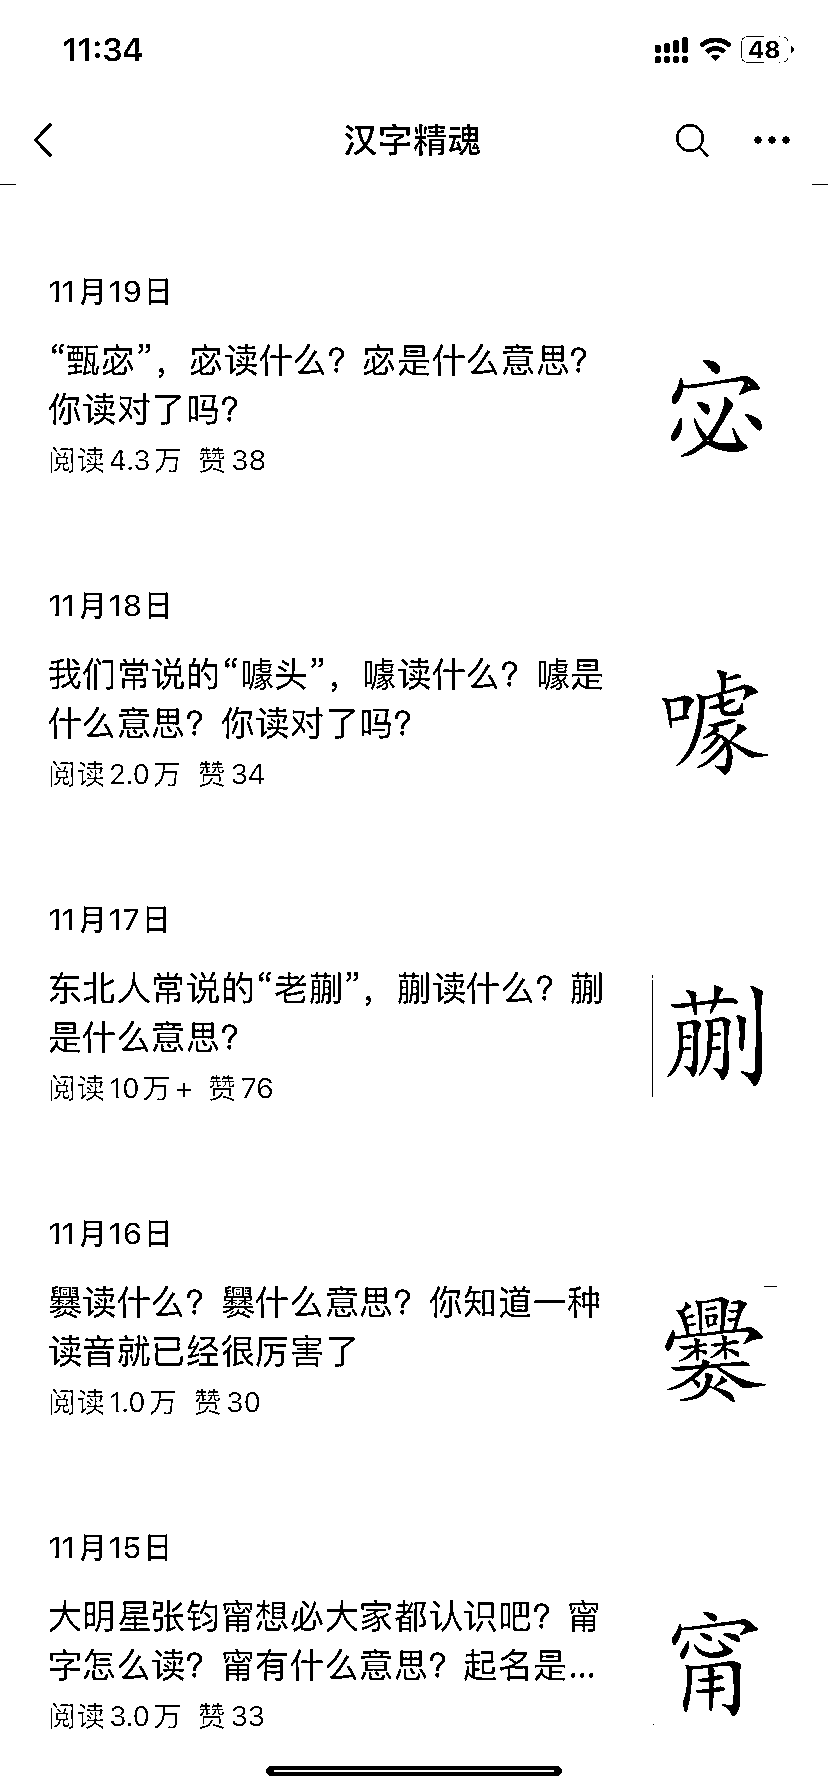 11:34
48
汉字精魂
11月19日
“甄宓”，宓读什么？宓是什么意思？
你读对了吗？
阅读4.3万 赞38
宓
11月18日
我们常说的“噱头”，噱读什么？噱是
什么意思？你读对了吗？
阅读2.0万 赞34
噱
11月17日
东北人常说的“老蒯”，蒯读什么？蒯
是什么意思？
阅读10万+ 赞76
蒯
11月16日
爨读什么？爨什么意思？你知道一种
读音就已经很厉害了
阅读1.0万 赞30
爨
11月15日
大明星张钧甯想必大家都认识吧？甯
字怎么读？甯有什么意思？起名是...
阅读3.0万 赞33
甯